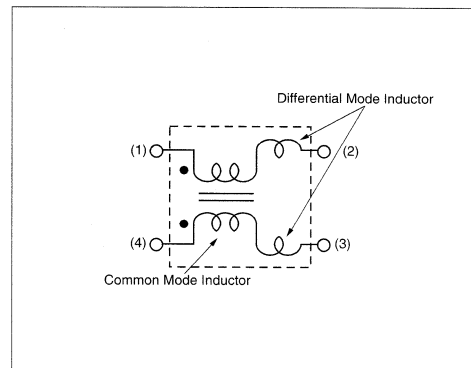 Differential Mode Inductor
(1)
(2)
(4)
(3)
Common Mode Inductor